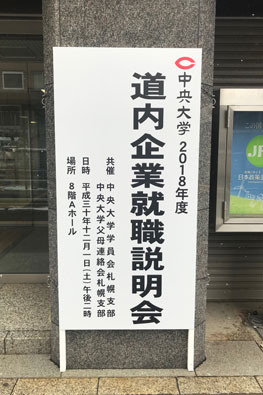 中央大学 2018年度
道内企業就職説明会
共催 中央大学学員会札幌支部
中央大学父母連絡会札幌支部
日時 平成三十年十二月一日(土)午後二時
場所 8階Aホール